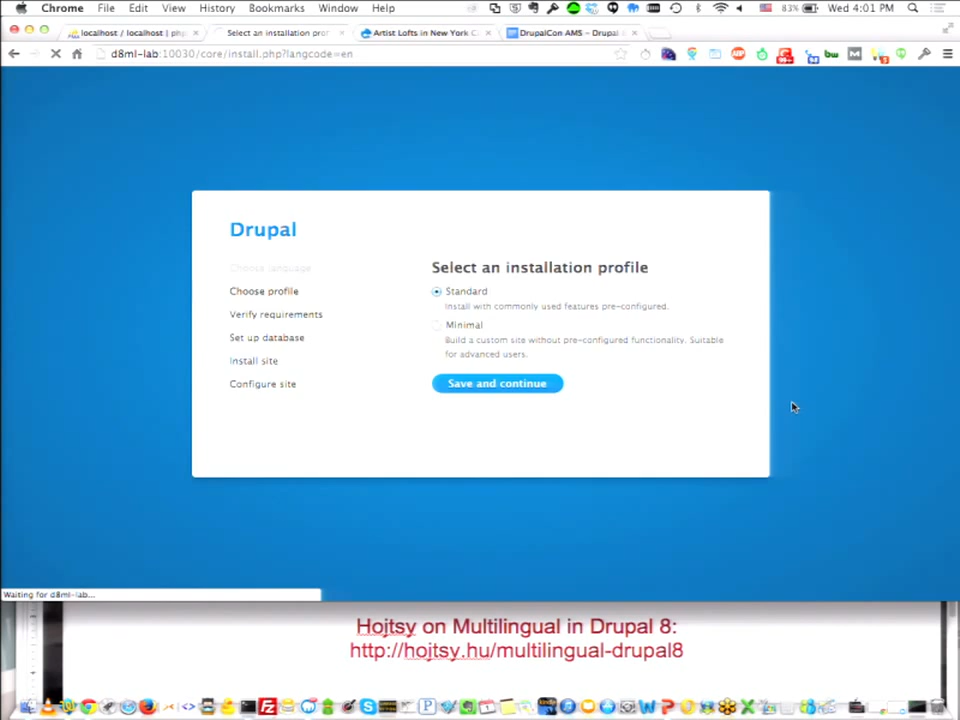 Chrome File Edit View History Bookmarks Window Help 83% Wed 4:01 PM
localhost / localhost | php Select an installation prof Artist Lofts in New York C DrupalCon AMS – Drupal
d8ml-lab:10030/core/install.php?langcode=en
Drupal
Choose language
Choose profile
Verify requirements
Set up database
Install site
Configure site
Select an installation profile
Standard
Install with commonly used features pre-configured.
Minimal
Build a custom site without pre-configured functionality. Suitable
for advanced users.
Save and continue
Waiting for d8ml-lab...
Hojtsy on Multilingual in Drupal 8:
http://hojtsy.hu/multilingual-drupal8